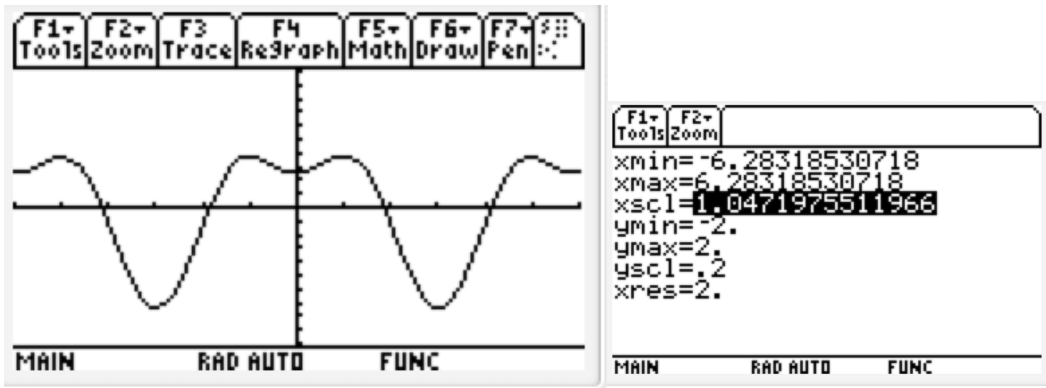 F1 F2 F3 F4 F5 F6 F7
Tools Zoom Trace ReGraph Math Draw Pen
MAIN RAD AUTO FUNC
F1 F2
Tools Zoom
xmin=-6.28318530718
xmax=6.28318530718
xscl=1.0471975511966
ymin=-2.
ymax=2.
yscl=.2
xres=2.
MAIN RAD AUTO FUNC